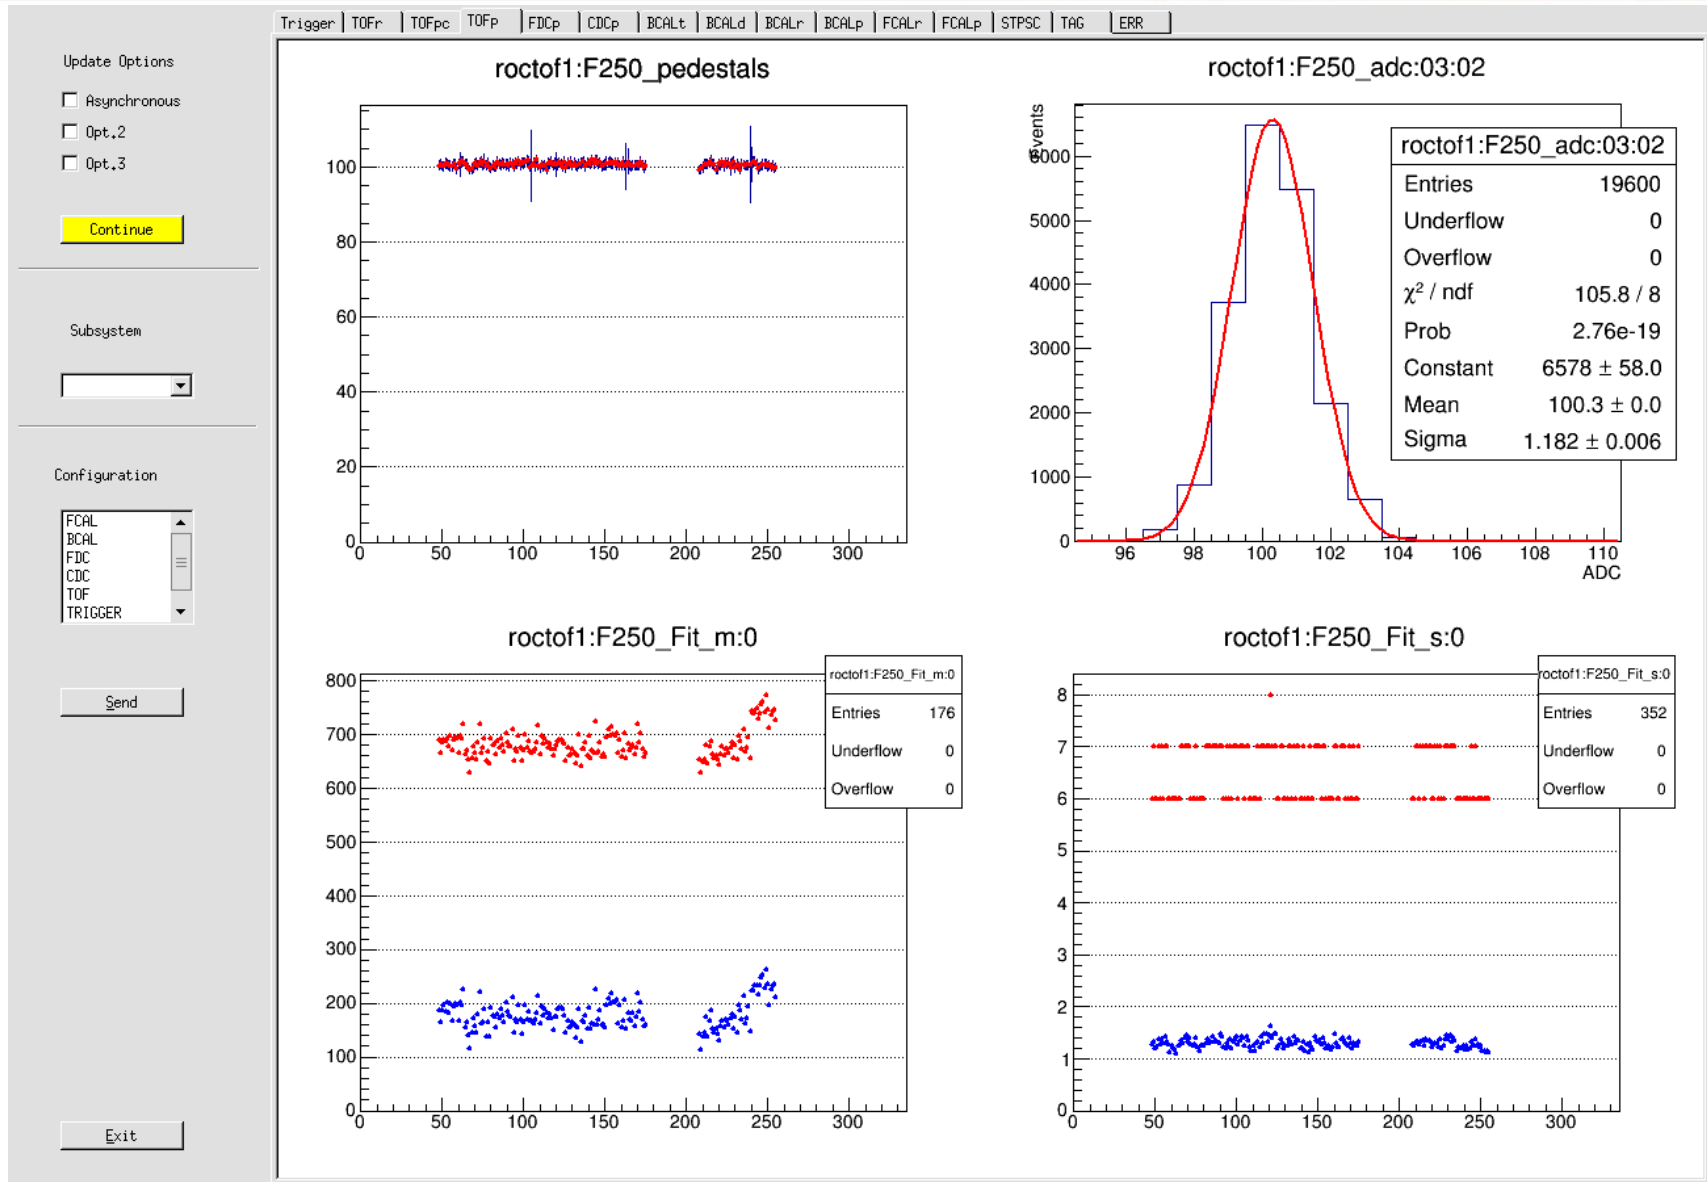 Trigger TOFr TOFpc TOFp FDCp CDCp BCALt BCALd BCALr BCALp FCALr FCALp STPSC TAG ERR
Update Options
Asynchronous
Opt.2
Opt.3
Continue
Subsystem
Configuration
FCAL
BCAL
FDC
CDC
TOF
TRIGGER
Send
Exit
roctof1:F250_pedestals
100
80
60
40
20
0
0 50 100 150 200 250 300
roctof1:F250_adc:03:02
Events
6000
5000
4000
3000
2000
1000
0
96 98 100 102 104 106 108 110
ADC
roctof1:F250_adc:03:02
Entries 19600
Underflow 0
Overflow 0
χ² / ndf 105.8 / 8
Prob 2.76e-19
Constant 6578 ± 58.0
Mean 100.3 ± 0.0
Sigma 1.182 ± 0.006
roctof1:F250_Fit_m:0
800
700
600
500
400
300
200
100
0
0 50 100 150 200 250 300
roctof1:F250_Fit_m:0
Entries 176
Underflow 0
Overflow 0
roctof1:F250_Fit_s:0
8
7
6
5
4
3
2
1
0
0 50 100 150 200 250 300
roctof1:F250_Fit_s:0
Entries 352
Underflow 0
Overflow 0